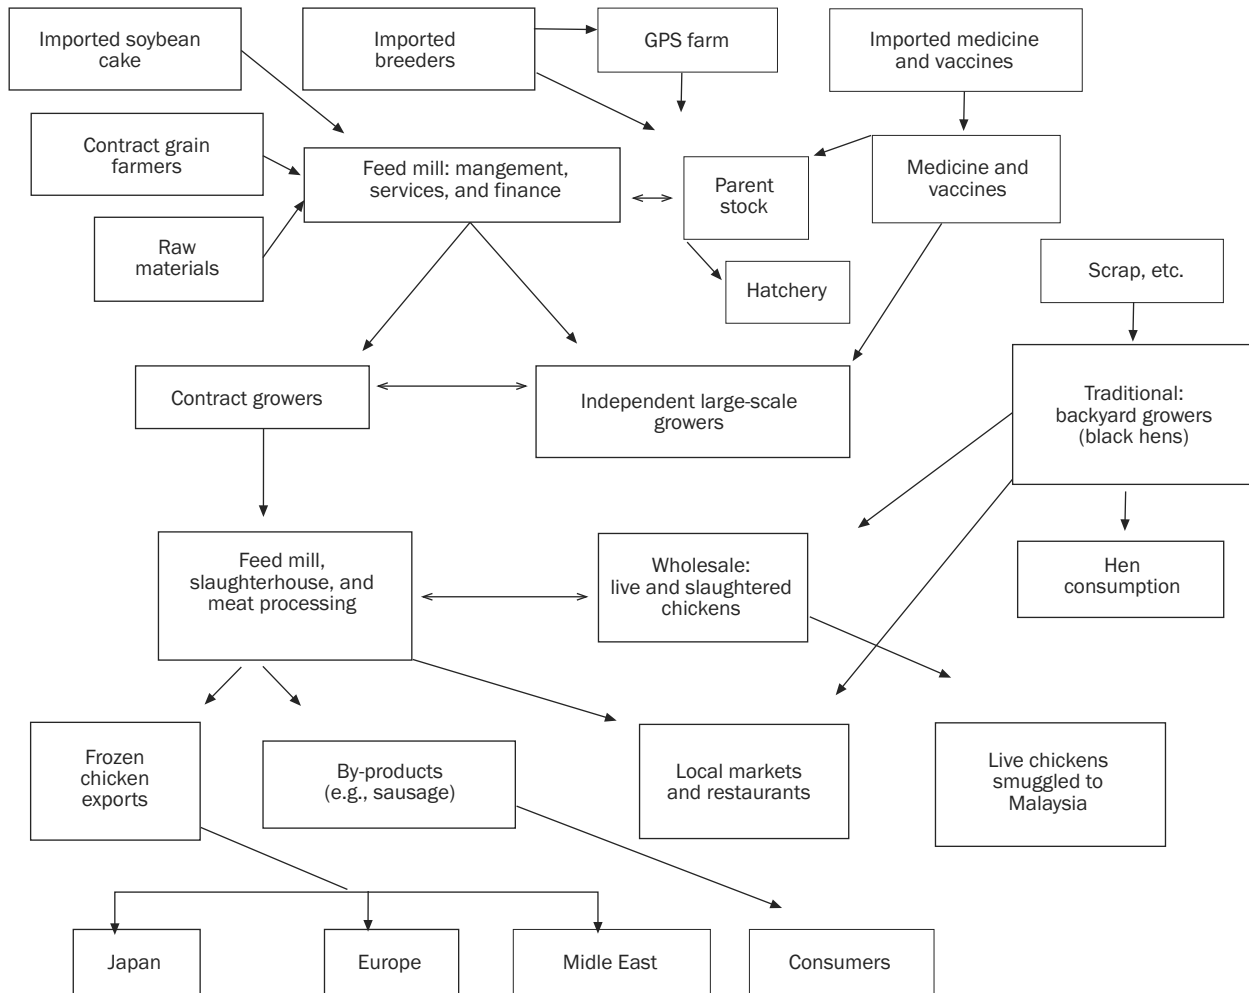 Imported soybean
cake
Imported
breeders
GPS farm
Imported medicine
and vaccines
Contract grain
farmers
Feed mill: mangement,
services, and finance
Parent
stock
Medicine and
vaccines
Raw
materials
Hatchery
Scrap, etc.
Contract growers
Independent large-scale
growers
Traditional:
backyard growers
(black hens)
Feed mill,
slaughterhouse, and
meat processing
Wholesale:
live and slaughtered
chickens
Hen
consumption
Frozen
chicken
exports
By-products
(e.g., sausage)
Local markets
and restaurants
Live chickens
smuggled to
Malaysia
Japan
Europe
Midle East
Consumers